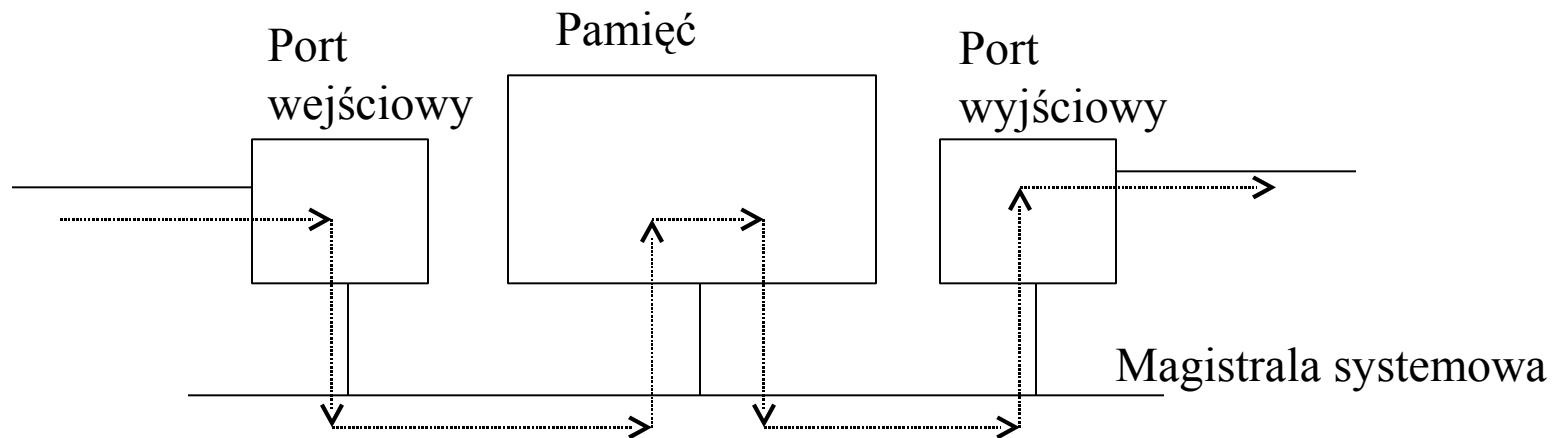 Port
wejściowy
Pamięć
Port
wyjściowy
Magistrala systemowa